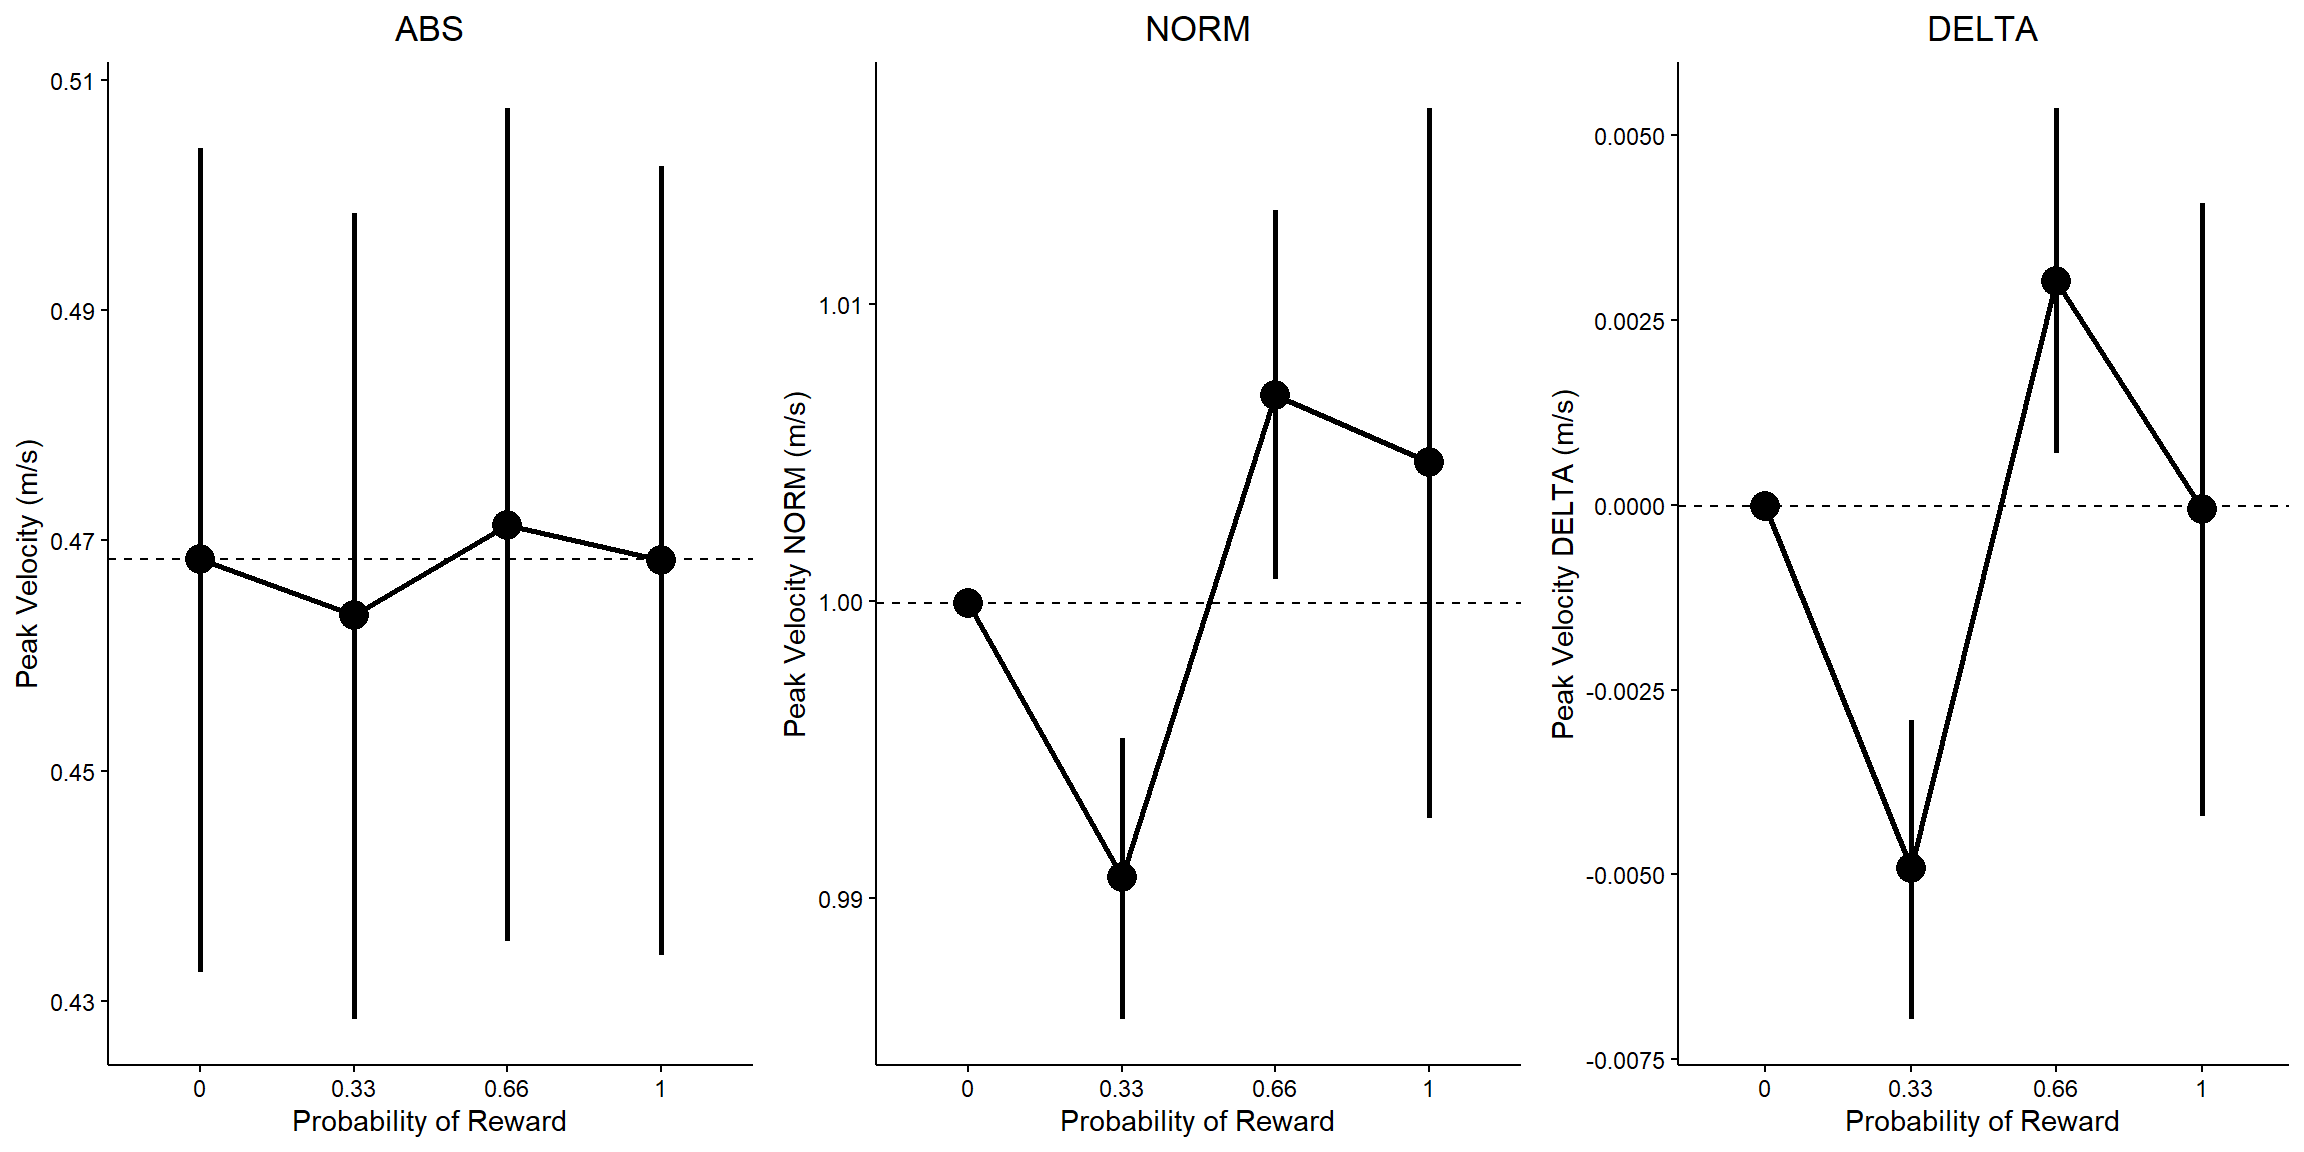 ABS
Peak Velocity (m/s)
0.51
0.49
0.47
0.45
0.43
0 0.33 0.66 1
Probability of Reward
NORM
Peak Velocity NORM (m/s)
1.01
1.00
0.99
0 0.33 0.66 1
Probability of Reward
DELTA
Peak Velocity DELTA (m/s)
0.0050
0.0025
0.0000
-0.0025
-0.0050
-0.0075
0 0.33 0.66 1
Probability of Reward